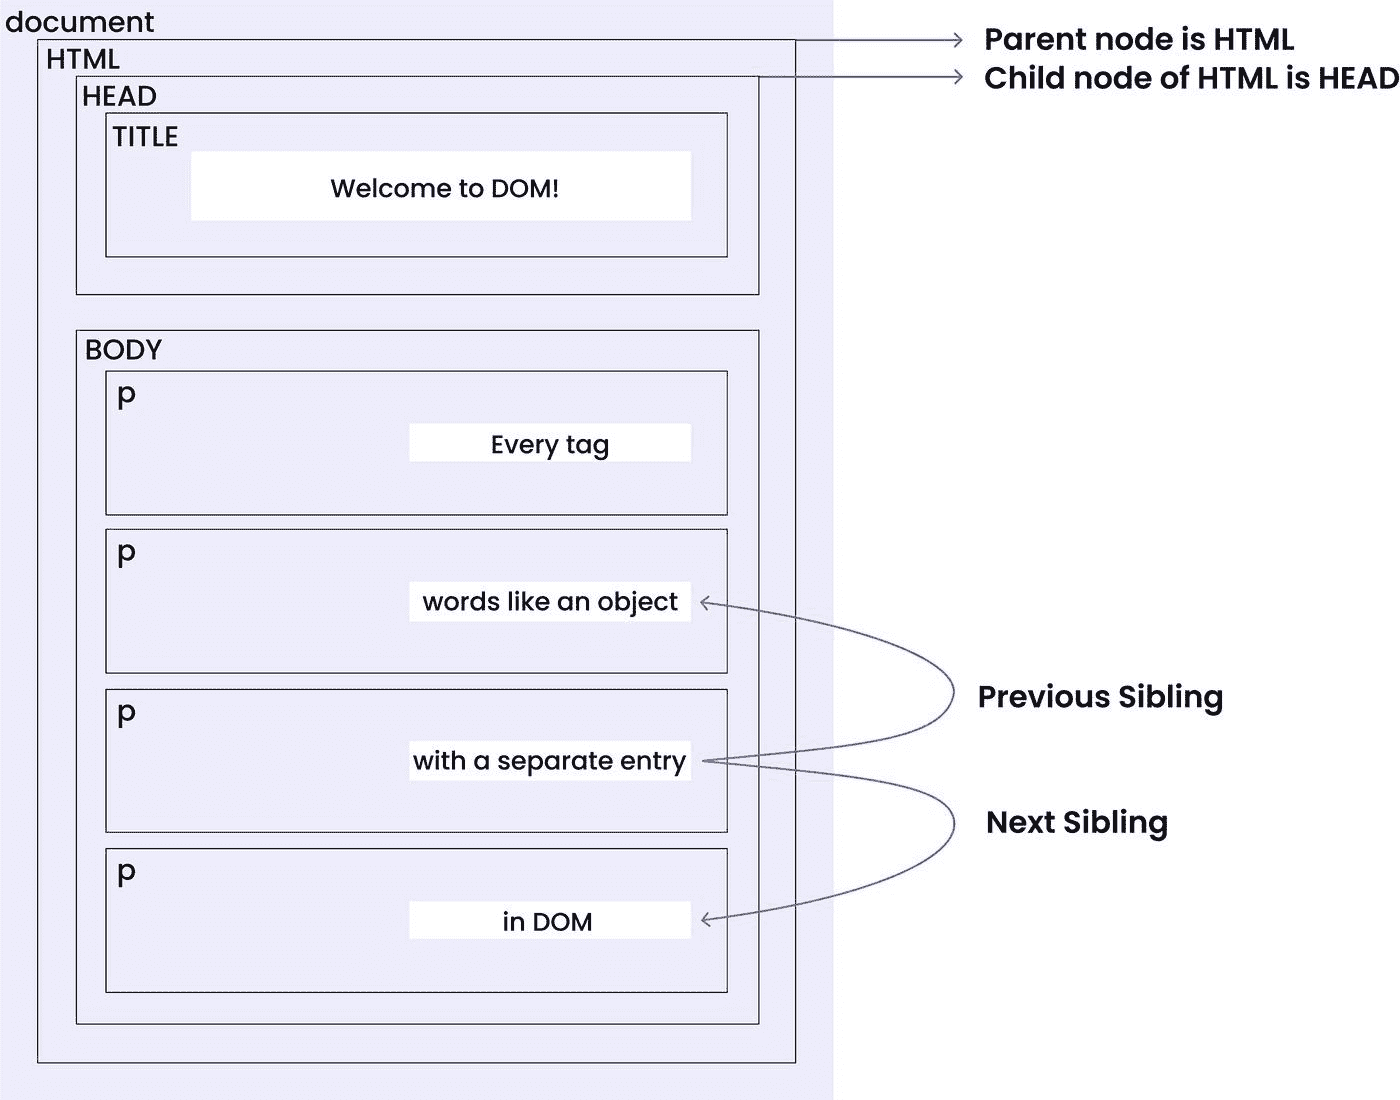 document
HTML
HEAD
TITLE
Welcome to DOM!
BODY
p
Every tag
p
words like an object
p
with a separate entry
p
in DOM
Parent node is HTML
Child node of HTML is HEAD
Previous Sibling
Next Sibling